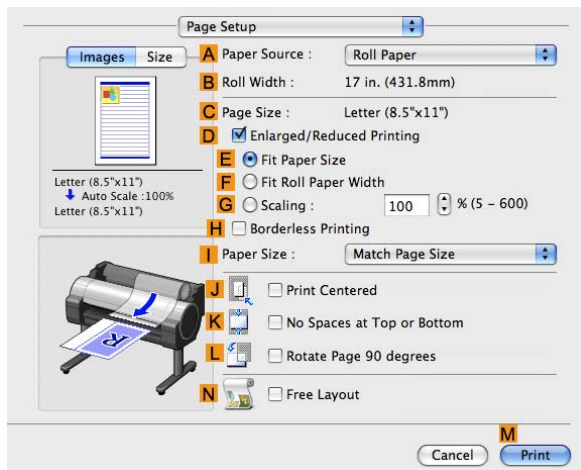 Page Setup
Images Size
A Paper Source : Roll Paper
B Roll Width : 17 in. (431.8mm)
C Page Size : Letter (8.5"x11")
D Enlarged/Reduced Printing
E Fit Paper Size
F Fit Roll Paper Width
G Scaling : 100 % (5 - 600)
H Borderless Printing
I Paper Size : Match Page Size
Letter (8.5"x11")
Auto Scale :100%
Letter (8.5"x11")
J Print Centered
K No Spaces at Top or Bottom
L Rotate Page 90 degrees
N Free Layout
M
Cancel Print